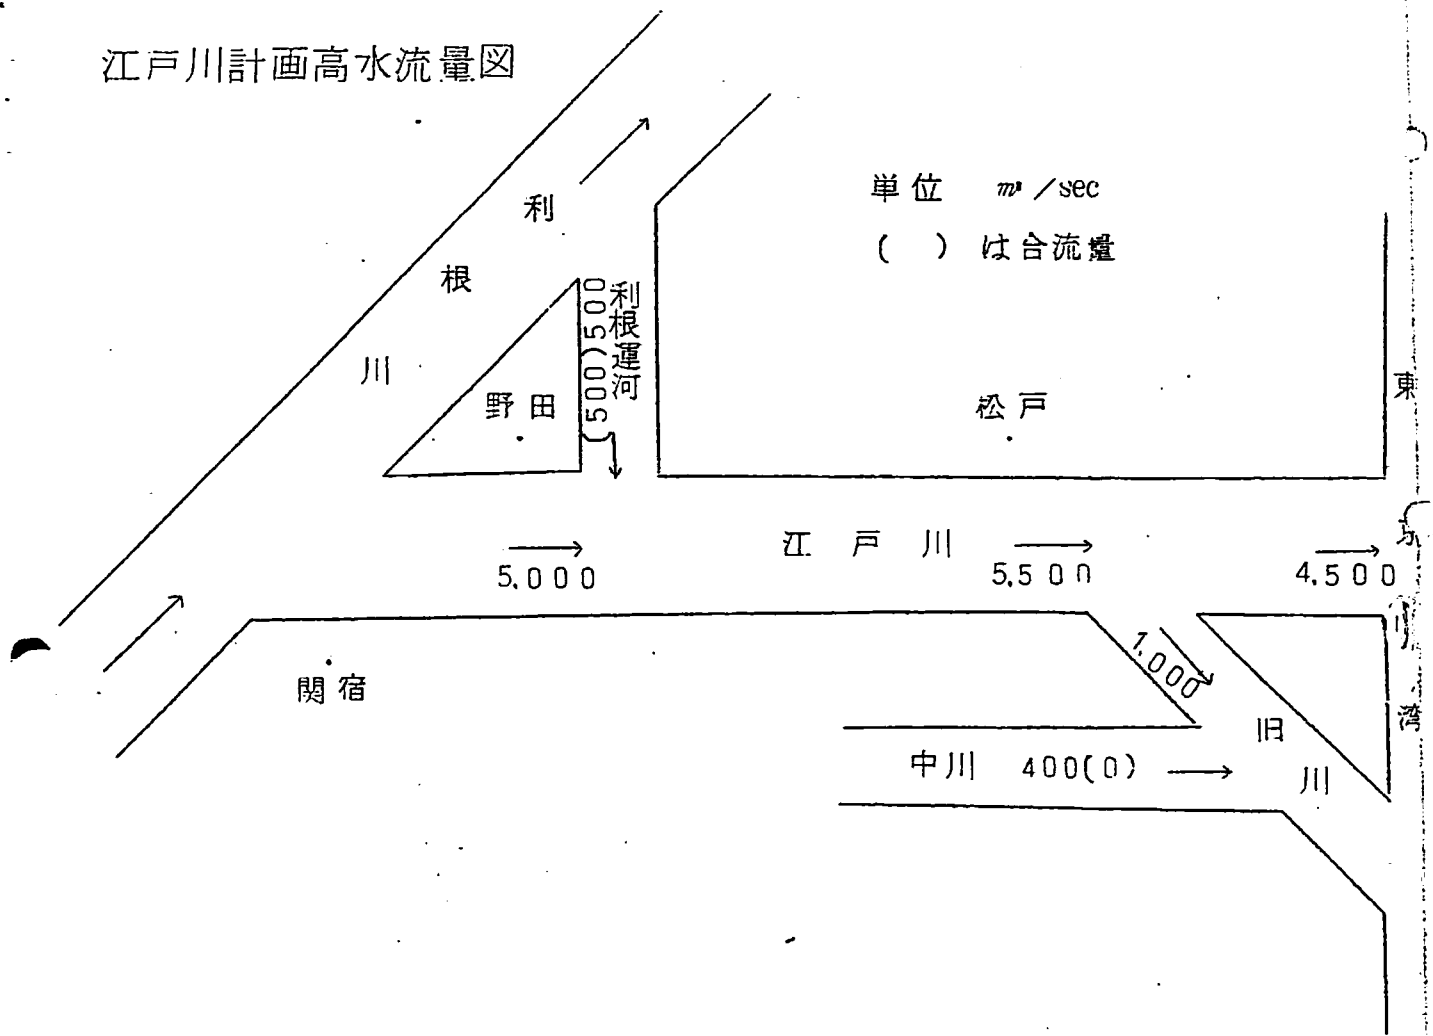 江戸川計画高水流量図
単位 m³/sec
( )は合流量
利根川
利根運河
(500)500
野田
松戸
江戸川
5,000
5,500
4,500
関宿
1,000
旧川
中川 400(0)
東京湾